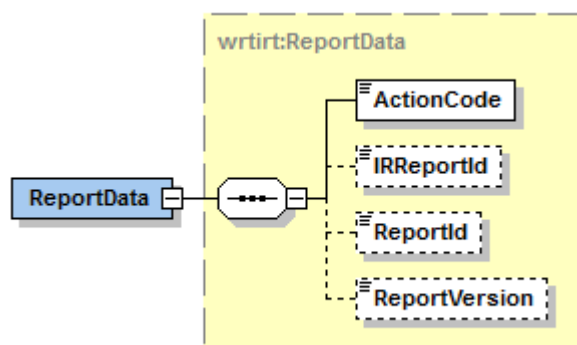 wrtirt:ReportData
ActionCode
IRReportId
ReportData
ReportId
ReportVersion